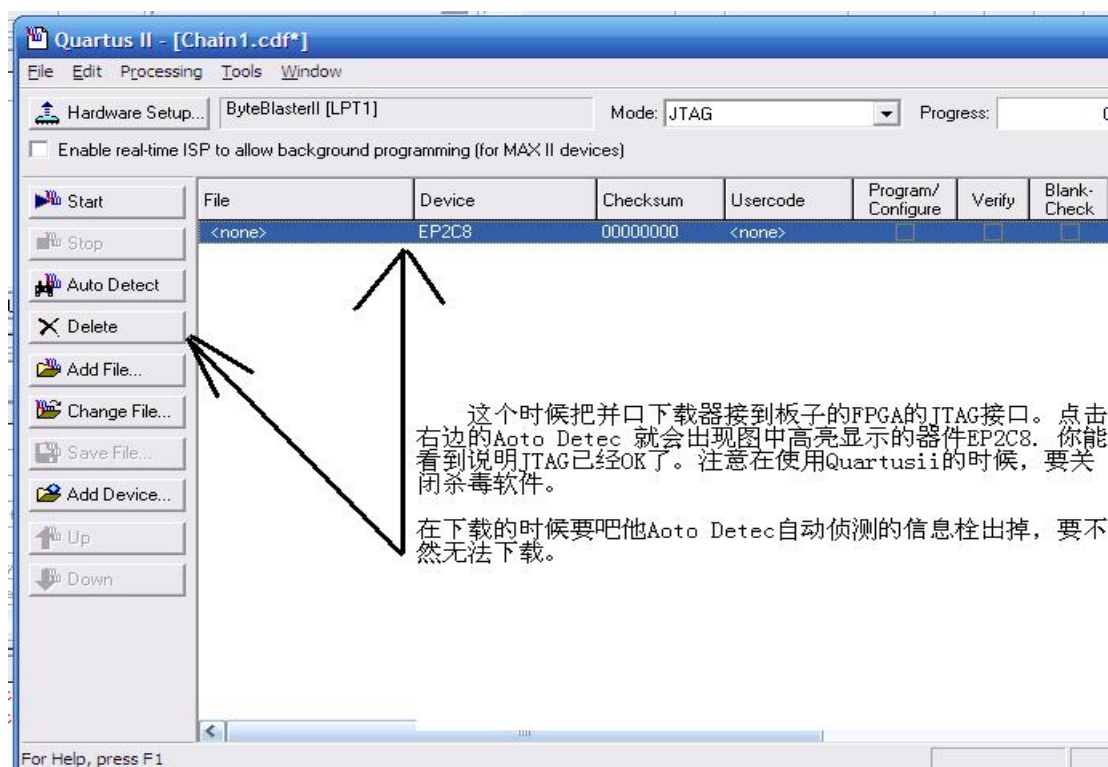 Quartus II - [Chain1.cdf*]
File Edit Processing Tools Window
Hardware Setup... ByteBlasterII [LPT1] Mode: JTAG Progress: 0
Enable real-time ISP to allow background programming (for MAX II devices)
Start File Device Checksum Usercode Program/ Configure Verify Blank- Check
<none> EP2C8 00000000 <none>
Stop
Auto Detect
Delete
Add File...
Change File...
Save File...
Add Device...
Up
Down
这个时候把并口下载器接到板子的FPGA的JTAG接口。点击
右边的Aoto Detec 就会出现图中高亮显示的器件EP2C8. 你能
看到说明JTAG已经OK了。注意在使用Quartusii的时候，要关
闭杀毒软件。
在下载的时候要吧他Aoto Detec自动侦测的信息栓出掉，要不
然无法下载。
For Help, press F1